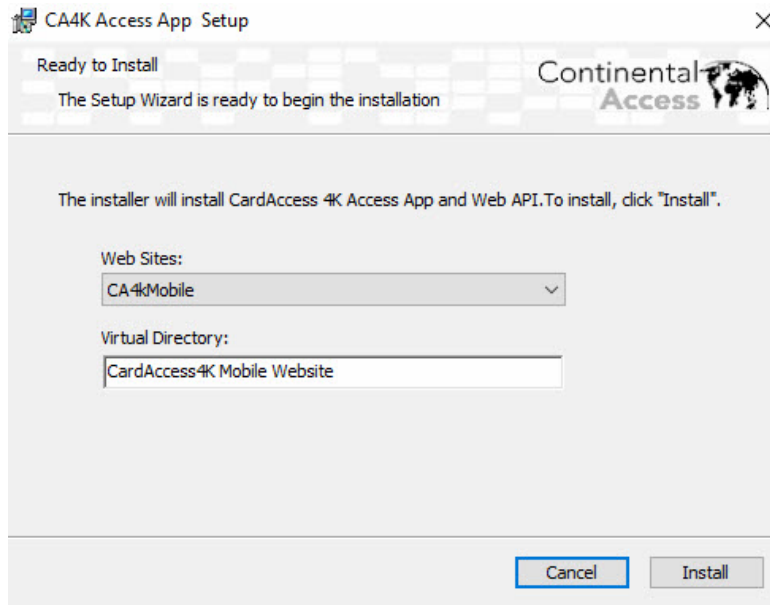 CA4K Access App Setup
Ready to Install
The Setup Wizard is ready to begin the installation
Continental
Access
The installer will install CardAccess 4K Access App and Web API.To install, click "Install".
Web Sites:
CA4kMobile
Virtual Directory:
CardAccess4K Mobile Website
Cancel
Install